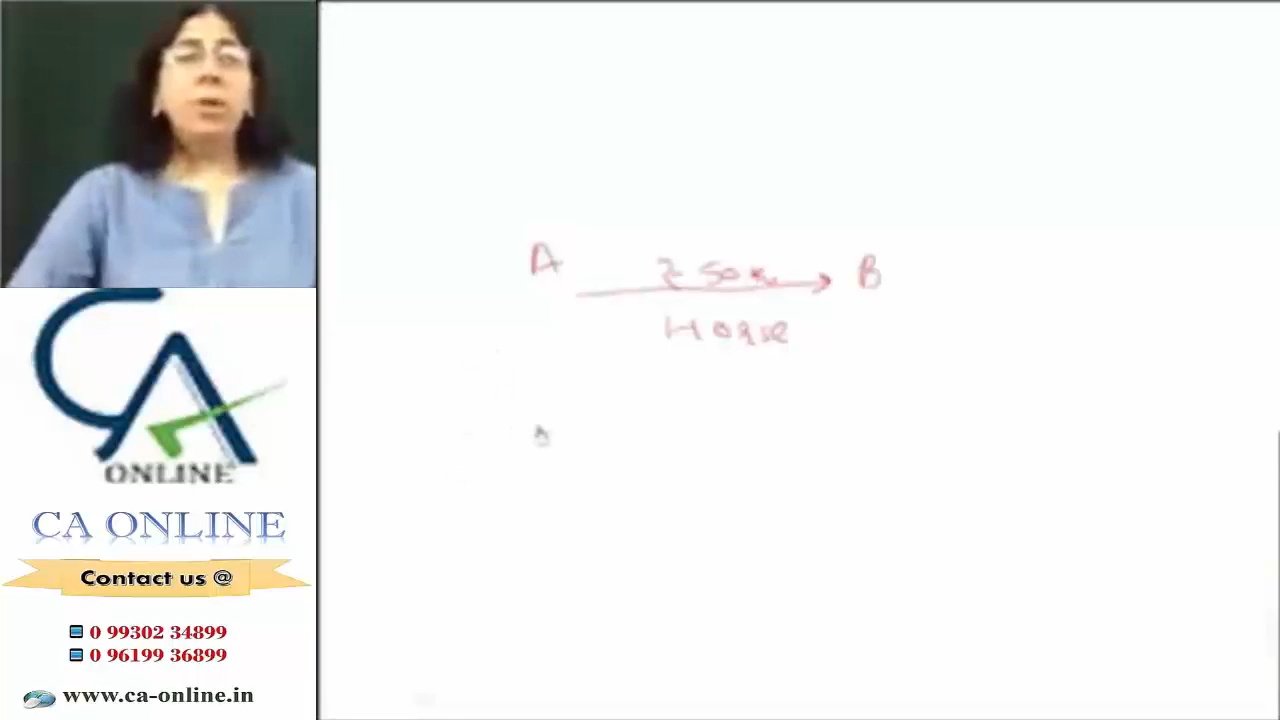 A ₹ 50k B
Horse
CA
ONLINE
CA ONLINE
Contact us @
0 99302 34899
0 96199 36899
www.ca-online.in